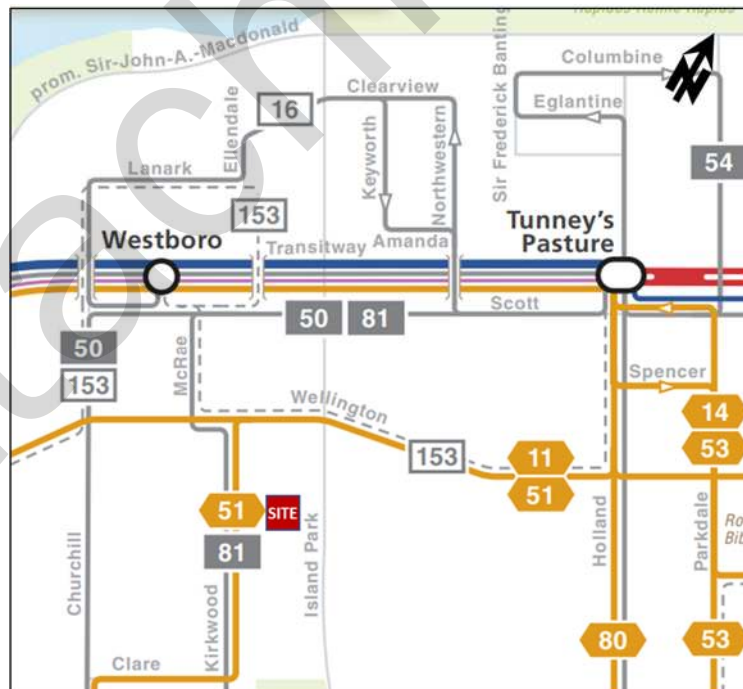 prom. Sir-John-A.-Macdonald
Sir Frederick Banting
Columbine
N
Clearview
Ellendale
16
Eglantine
Lanark
Keyworth
Northwestern
54
153
Westboro
Transitway
Amanda
Tunney's
Pasture
Scott
50
81
50
153
McRae
Spencer
Wellington
14
153
11
53
51
51
SITE
81
Holland
Parkdale
Island Park
Churchill
Kirkwood
80
53
Clare